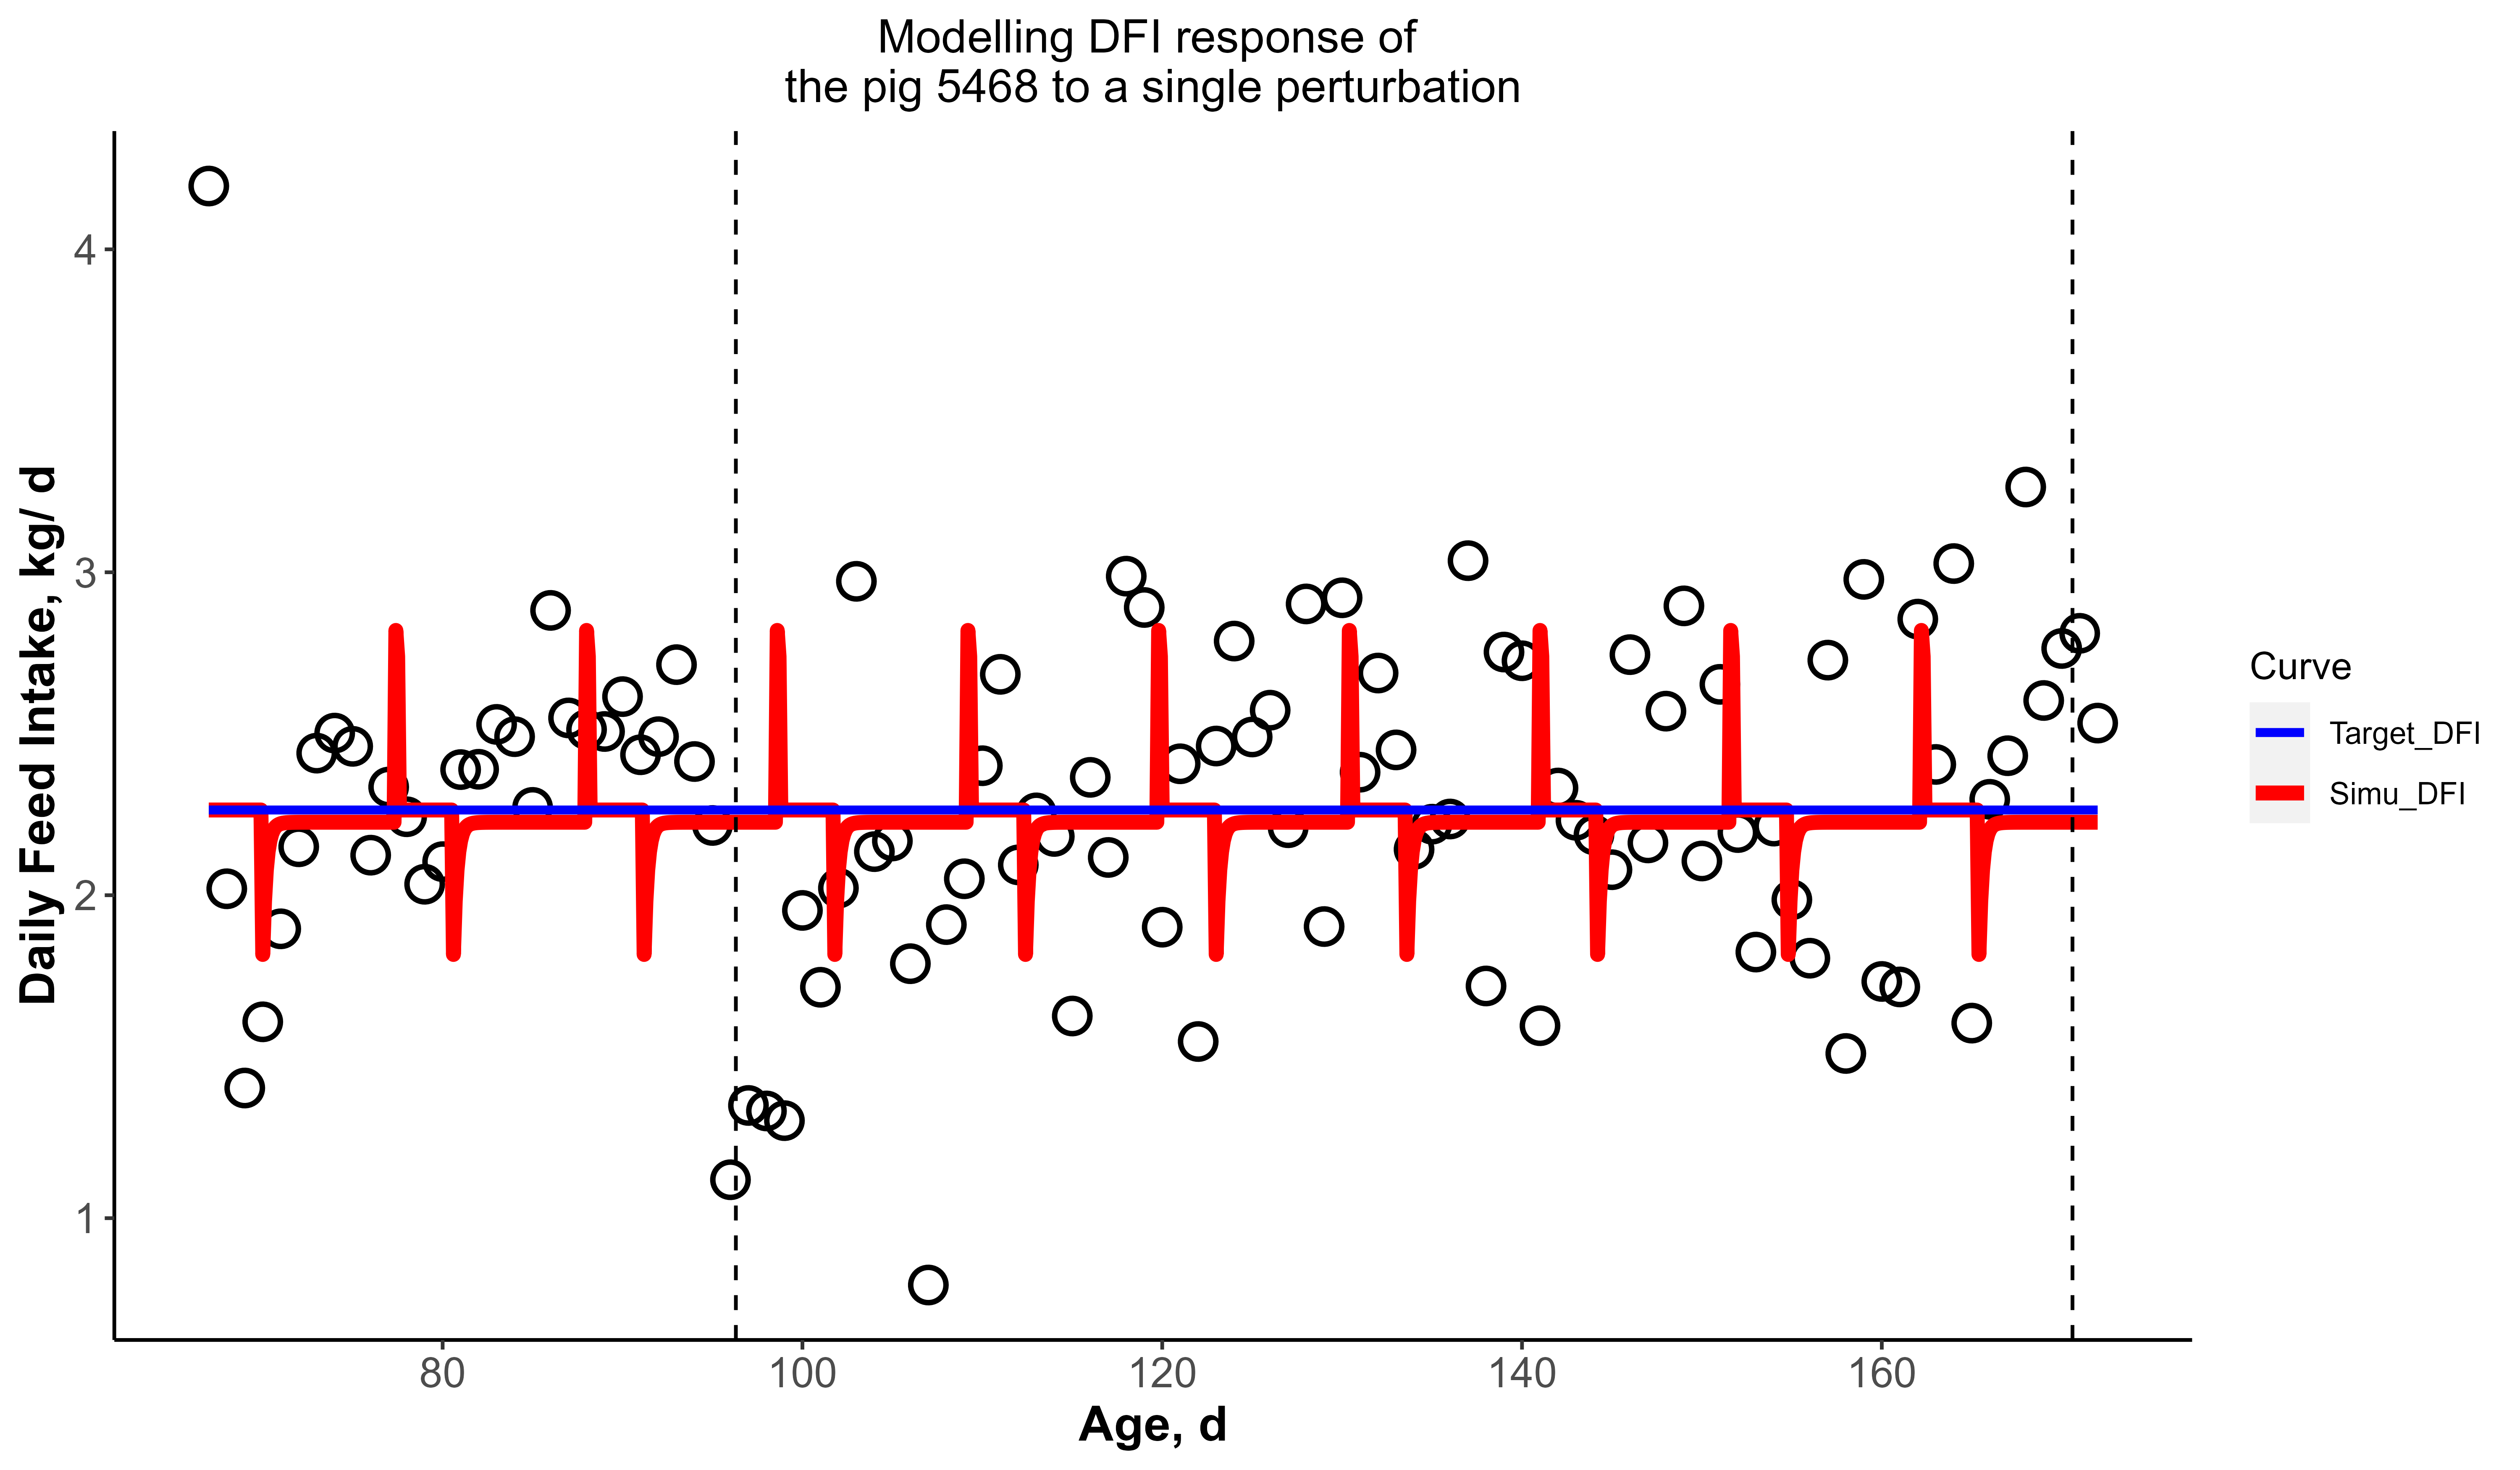 Modelling DFI response of
the pig 5468 to a single perturbation
Daily Feed Intake, kg/ d
4
3
2
1
80
100
120
140
160
Age, d
Curve
Target_DFI
Simu_DFI